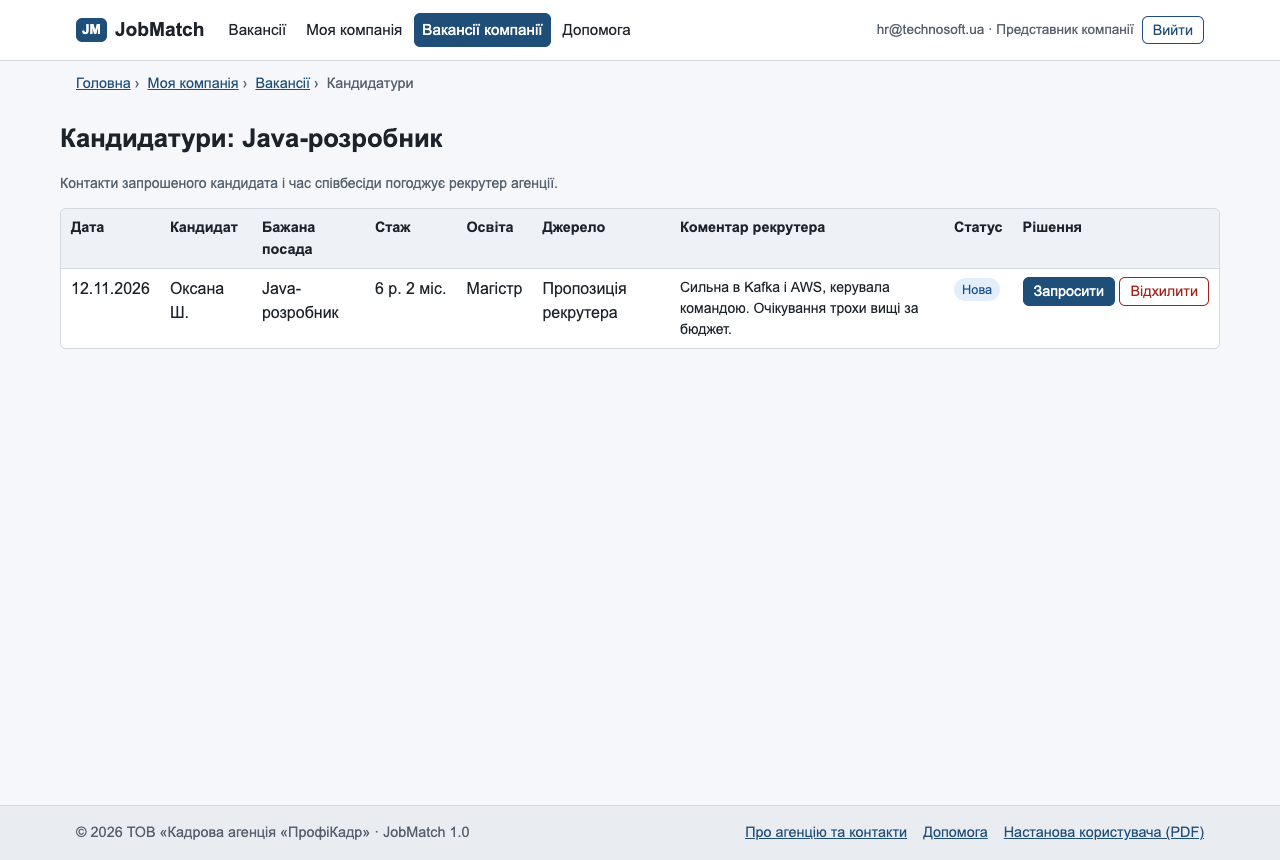 JM JobMatch Вакансії Моя компанія Вакансії компанії Допомога hr@technosoft.ua · Представник компанії Вийти
Головна › Моя компанія › Вакансії › Кандидатури
Кандидатури: Java-розробник
Контакти запрошеного кандидата і час співбесіди погоджує рекрутер агенції.
Дата Кандидат Бажана посада Стаж Освіта Джерело Коментар рекрутера Статус Рішення
12.11.2026 Оксана Ш. Java-розробник 6 р. 2 міс. Магістр Пропозиція рекрутера Сильна в Kafka і AWS, керувала командою. Очікування трохи вищі за бюджет. Нова Запросити Відхилити
© 2026 ТОВ «Кадрова агенція «ПрофіКадр» · JobMatch 1.0 Про агенцію та контакти Допомога Настанова користувача (PDF)